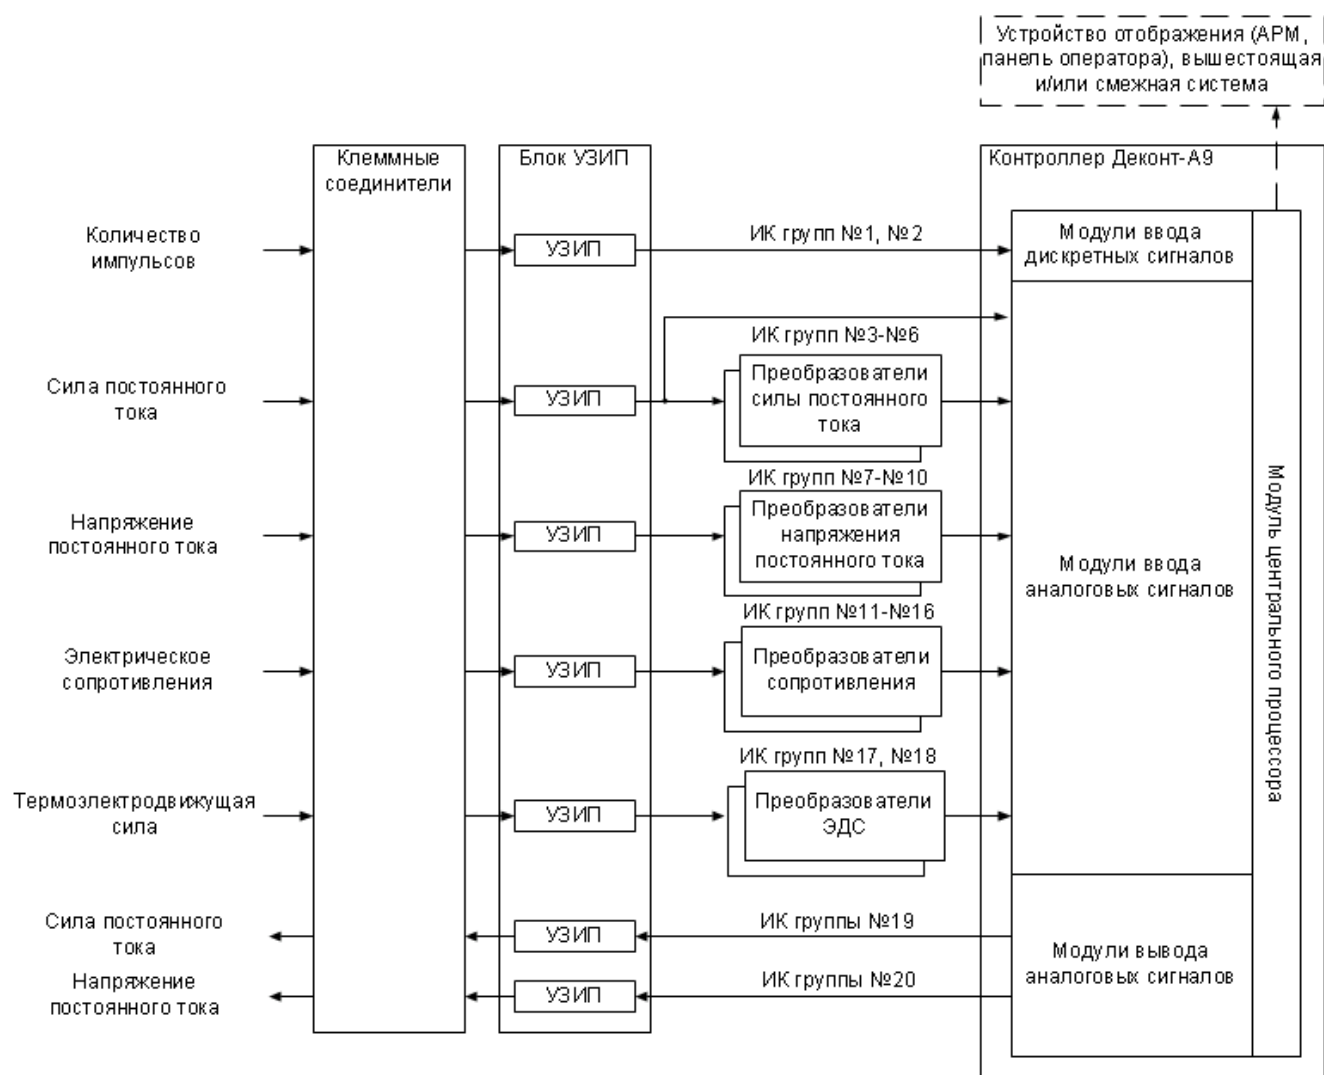 Устройство отображения (АРМ,
панель оператора), вышестоящая
и/или смежная система
Клеммные
соединители
Блок УЗИП
Контроллер Деконт-А9
Количество
импульсов
УЗИП
ИК групп №1, №2
Модули ввода
дискретных сигналов
ИК групп №3-№6
Сила постоянного
тока
УЗИП
Преобразователи
силы постоянного
тока
ИК групп №7-№10
Напряжение
постоянного тока
УЗИП
Преобразователи
напряжения
постоянного тока
Модули ввода
аналоговых сигналов
Модуль центрального процессора
ИК групп №11-№16
Электрическое
сопротивления
УЗИП
Преобразователи
сопротивления
ИК групп №17, №18
Термоэлектродвижущая
сила
УЗИП
Преобразователи
ЭДС
Сила постоянного
тока
УЗИП
ИК группы №19
Модули вывода
аналоговых сигналов
Напряжение
постоянного тока
УЗИП
ИК группы №20